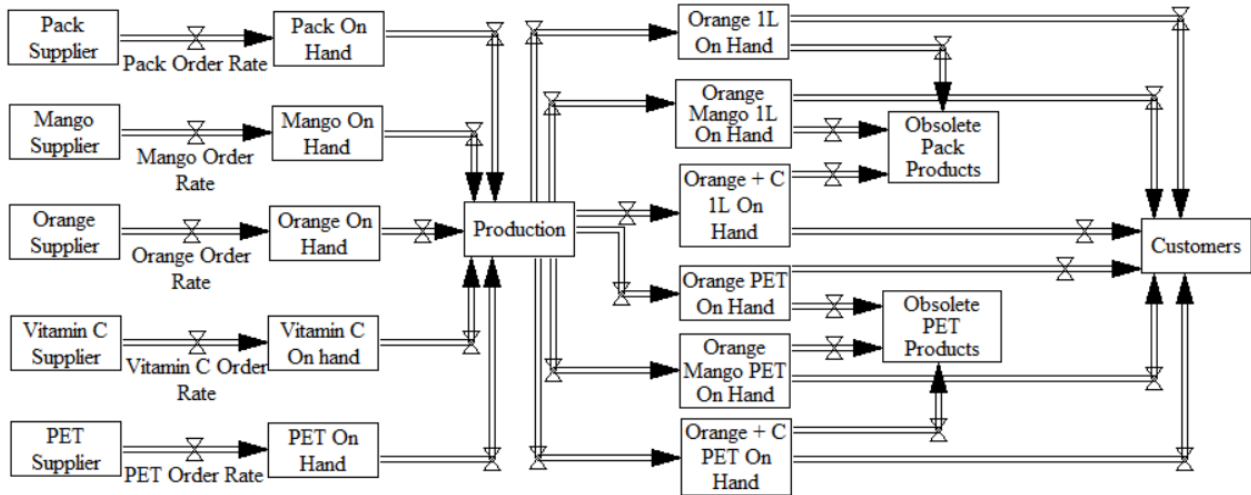 Pack
Supplier
Pack Order Rate
Pack On
Hand
Mango
Supplier
Mango Order
Rate
Mango On
Hand
Orange
Supplier
Orange Order
Rate
Orange On
Hand
Vitamin C
Supplier
Vitamin C Order
Rate
Vitamin C
On hand
PET
Supplier
PET Order Rate
PET On
Hand
Production
Orange 1L
On Hand
Orange
Mango 1L
On Hand
Orange + C
1L On
Hand
Orange PET
On Hand
Orange
Mango PET
On Hand
Orange + C
PET On
Hand
Obsolete
Pack
Products
Obsolete
PET
Products
Customers